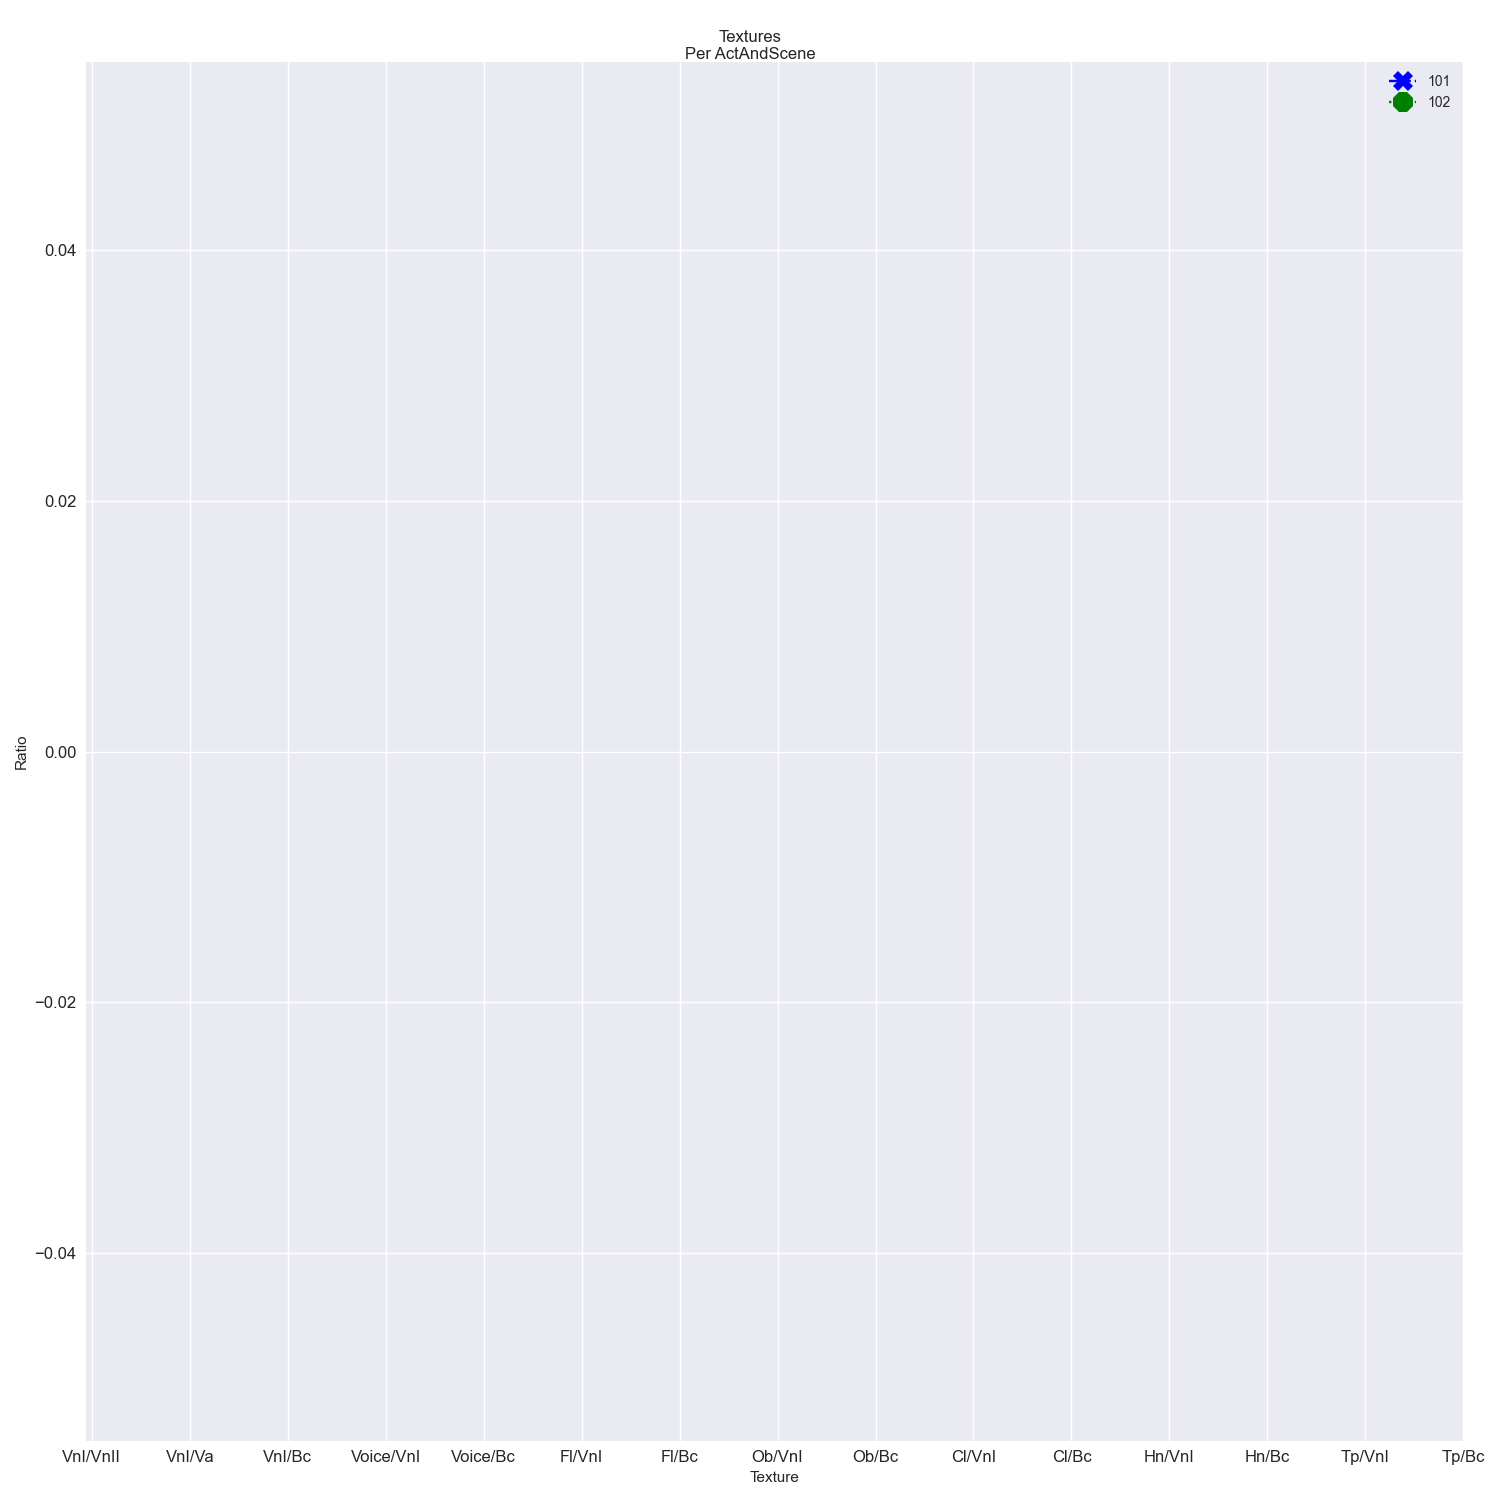 Textures
Per ActAndScene
101
102
0.04
0.02
0.00
−0.02
−0.04
Ratio
VnI/VnII VnI/Va VnI/Bc Voice/VnI Voice/Bc Fl/VnI Fl/Bc Ob/VnI Ob/Bc Cl/VnI Cl/Bc Hn/VnI Hn/Bc Tp/VnI Tp/Bc
Texture